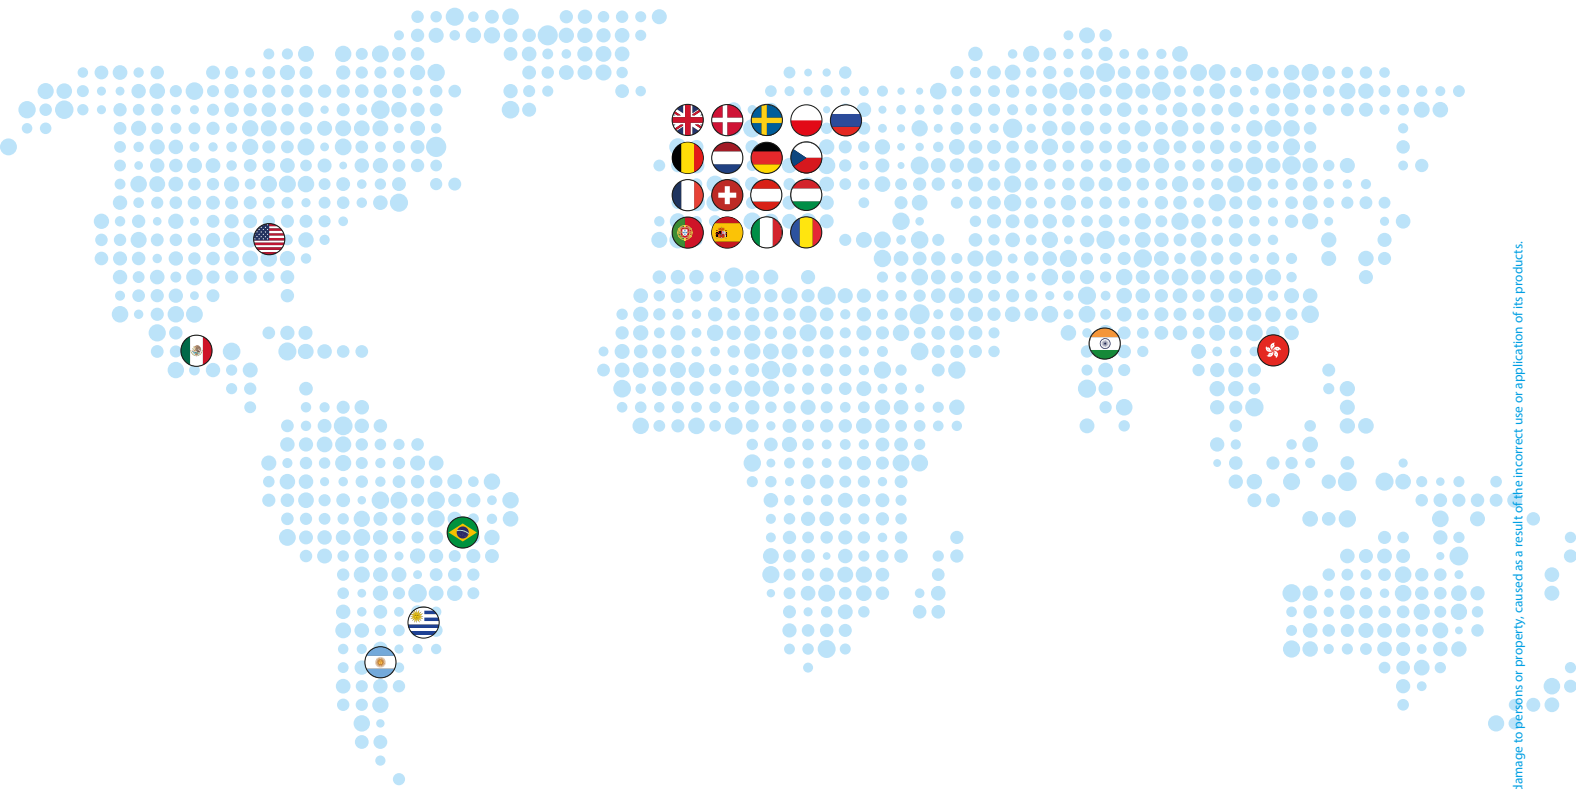 damage to persons or property, caused as a result of the incorrect use or application of its products.